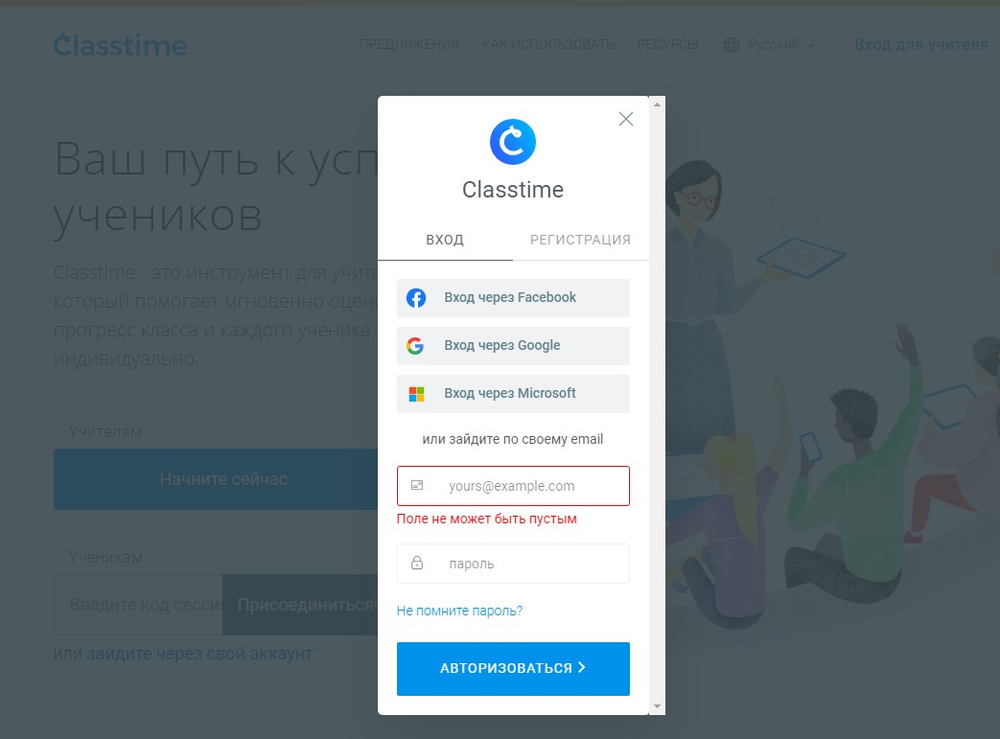 Classtime
ПРЕДЛОЖЕНИЯ
КАК ИСПОЛЬЗОВАТЬ
РЕСУРСЫ
Русский
Вход для учителя
Ваш путь к усп
учеников
Classtime - это инструмент для учит
который помогает мгновенно оцен
прогресс класса и каждого ученика
индивидуально.
Учителям
Начните сейчас
Ученикам
Введите код сесси
Присоединиться!
или зайдите через свой аккаунт
Classtime
ВХОД
РЕГИСТРАЦИЯ
Вход через Facebook
Вход через Google
Вход через Microsoft
или зайдите по своему email
yours@example.com
Поле не может быть пустым
пароль
Не помните пароль?
АВТОРИЗОВАТЬСЯ